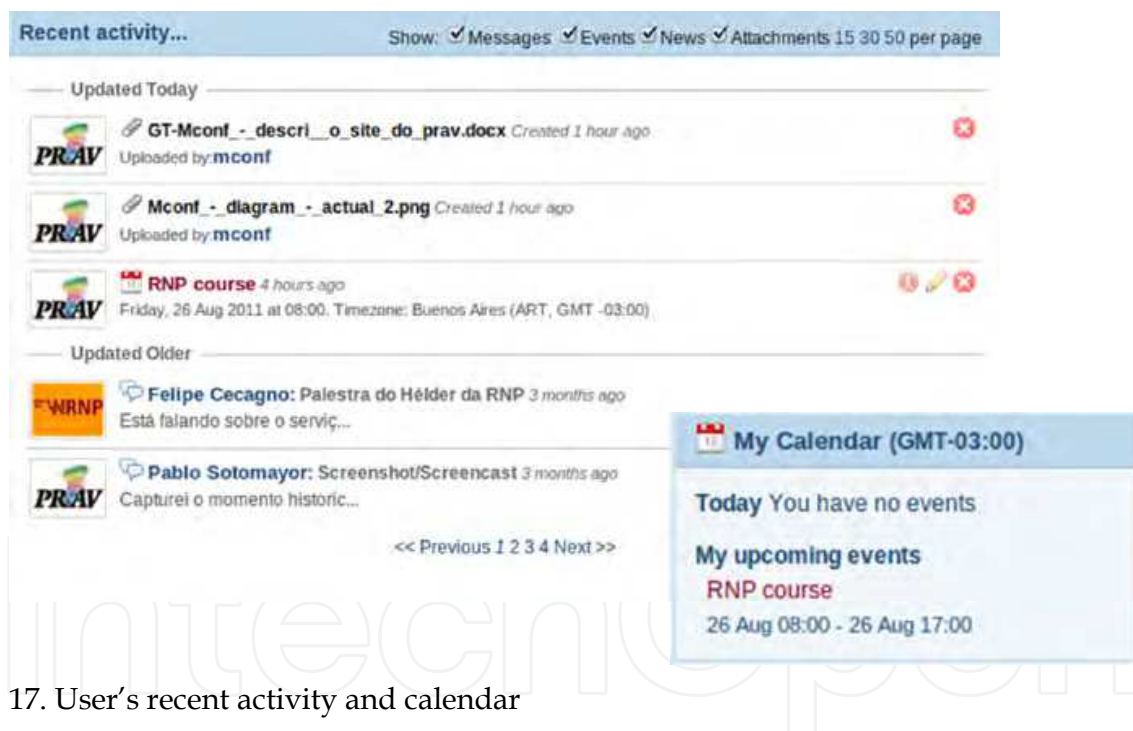 Recent activity...
Show: Messages Events News Attachments 15 30 50 per page
Updated Today
PRAV
GT-Mconf_-_descri__o_site_do_prav.docx Created 1 hour ago
Uploaded by:mconf
PRAV
Mconf_-_diagram_-_actual_2.png Created 1 hour ago
Uploaded by:mconf
PRAV
RNP course 4 hours ago
Friday, 26 Aug 2011 at 08:00. Timezone: Buenos Aires (ART, GMT -03:00)
Updated Older
WRNP
Felipe Cecagno: Palestra do Hélder da RNP 3 months ago
Está falando sobre o serviç...
PRAV
Pablo Sotomayor: Screenshot/Screencast 3 months ago
Capturei o momento historic...
<< Previous 1 2 3 4 Next >>
My Calendar (GMT-03:00)
Today You have no events
My upcoming events
RNP course
26 Aug 08:00 - 26 Aug 17:00
intechopen
17. User's recent activity and calendar